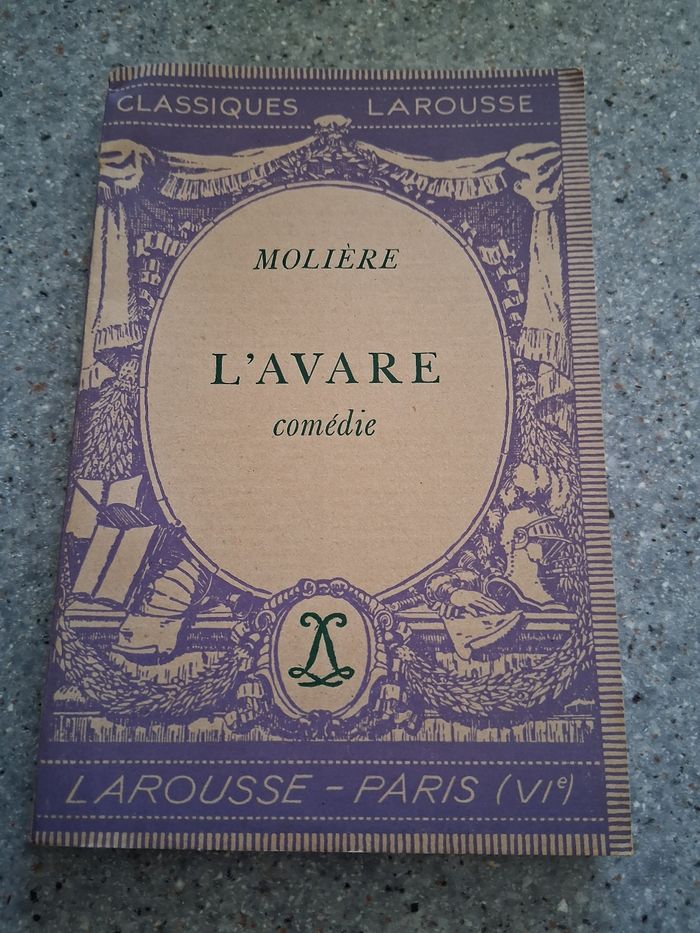 CLASSIQUES LAROUSSE
MOLIÈRE
L'AVARE
comédie
LAROUSSE - PARIS (VIe)